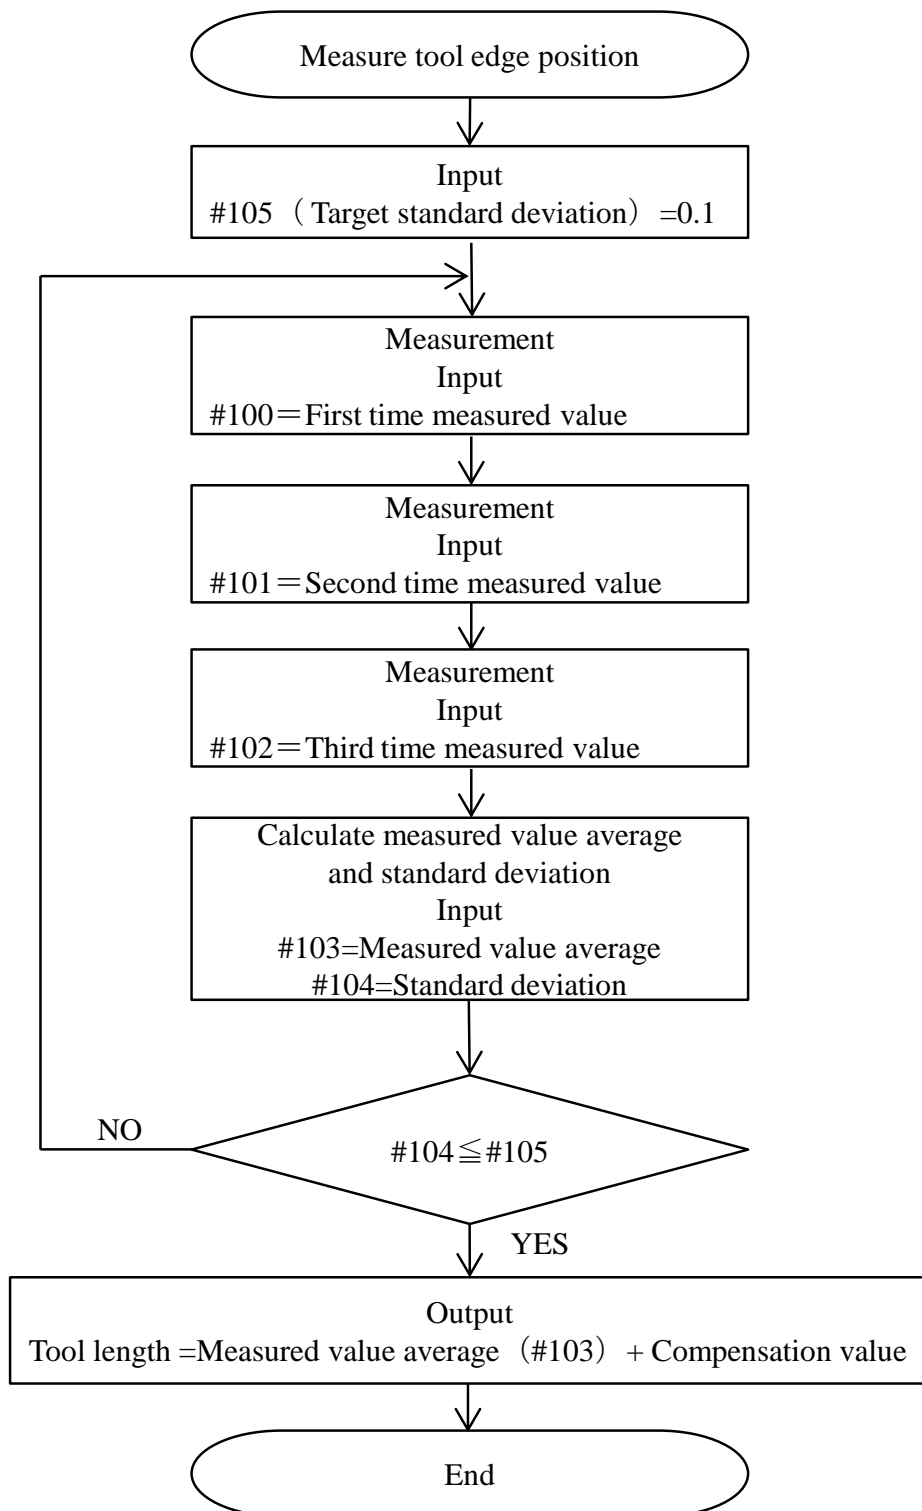 Measure tool edge position
Input
#105 （Target standard deviation）=0.1
Measurement
Input
#100＝First time measured value
Measurement
Input
#101＝Second time measured value
Measurement
Input
#102＝Third time measured value
Calculate measured value average
and standard deviation
Input
#103=Measured value average
#104=Standard deviation
NO
#104≦#105
YES
Output
Tool length =Measured value average（#103）+ Compensation value
End